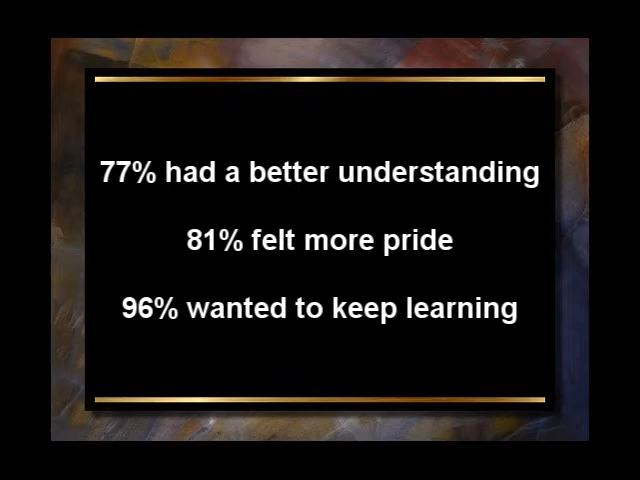 77% had a better understanding
81% felt more pride
96% wanted to keep learning